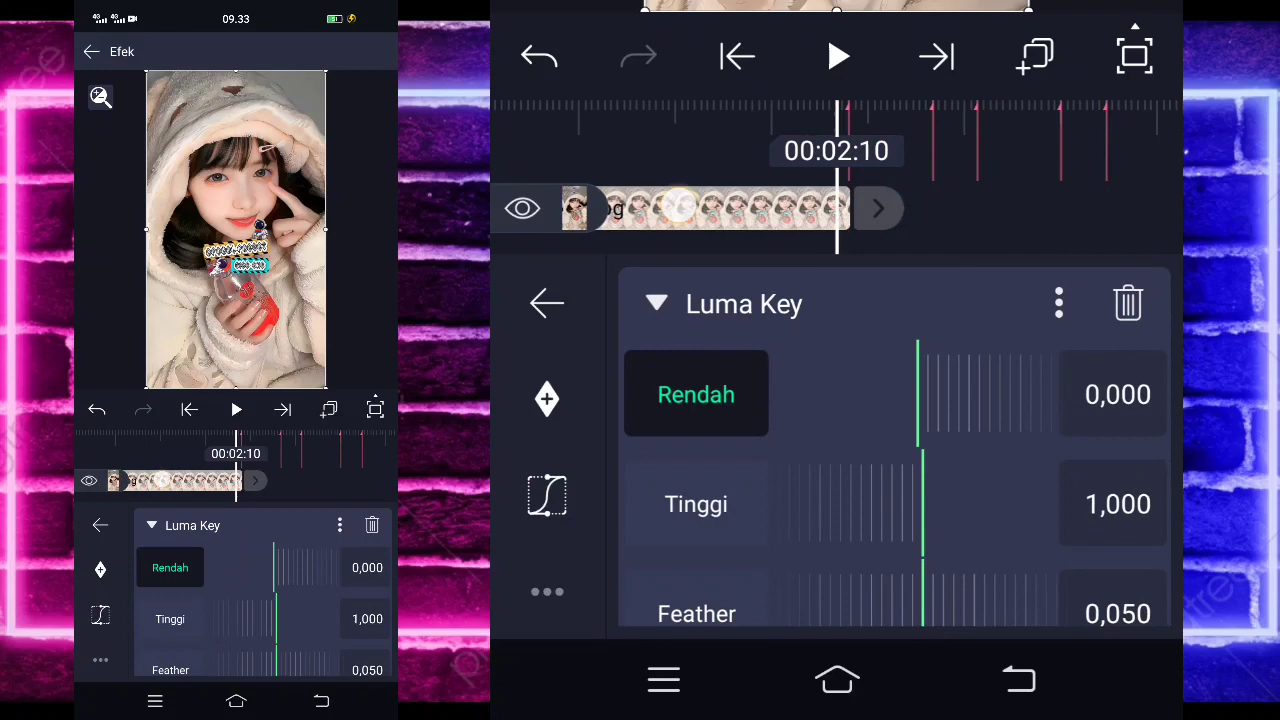 09.33
Efek
00:02:10
Luma Key
Rendah
0,000
Tinggi
1,000
Feather
0,050
00:02:10
Luma Key
Rendah
0,000
Tinggi
1,000
Feather
0,050